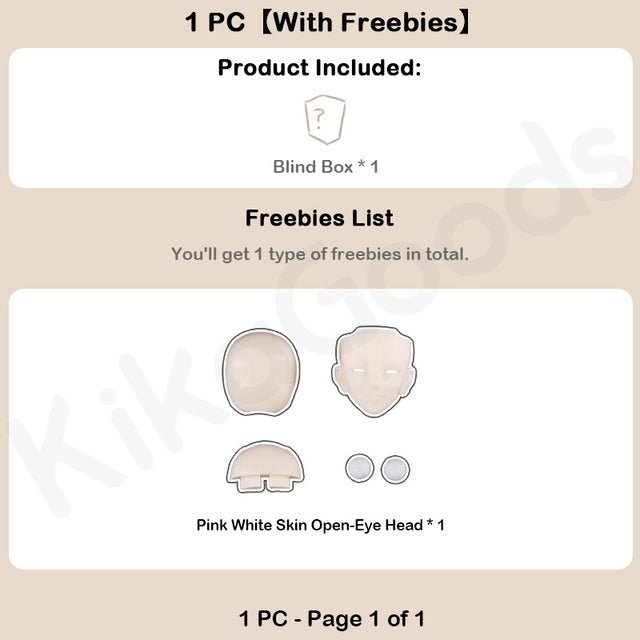 1 PC【With Freebies】
Product Included:
?
Blind Box * 1
Freebies List
You'll get 1 type of freebies in total.
KikaGoods
Pink White Skin Open-Eye Head * 1
1 PC - Page 1 of 1